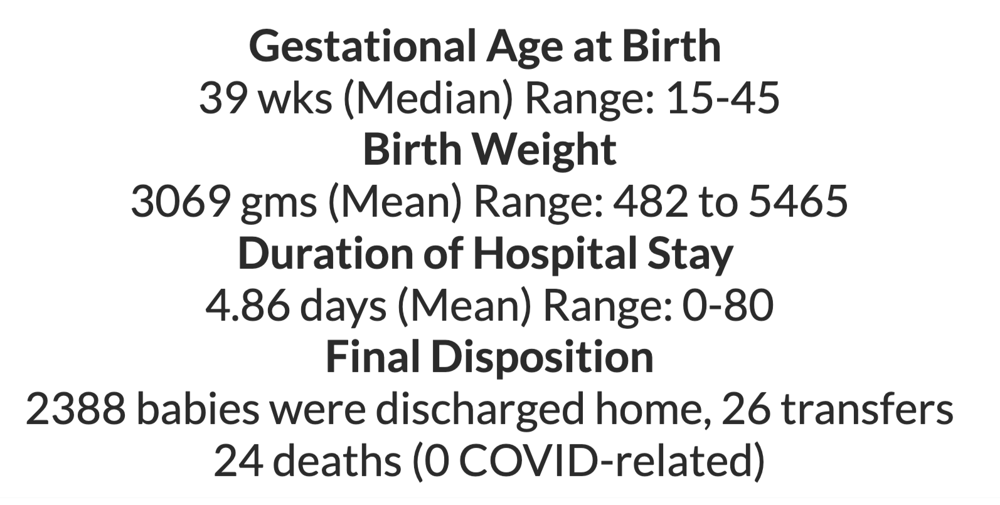 Gestational Age at Birth
39 wks (Median) Range: 15-45
Birth Weight
3069 gms (Mean) Range: 482 to 5465
Duration of Hospital Stay
4.86 days (Mean) Range: 0-80
Final Disposition
2388 babies were discharged home, 26 transfers
24 deaths (0 COVID-related)